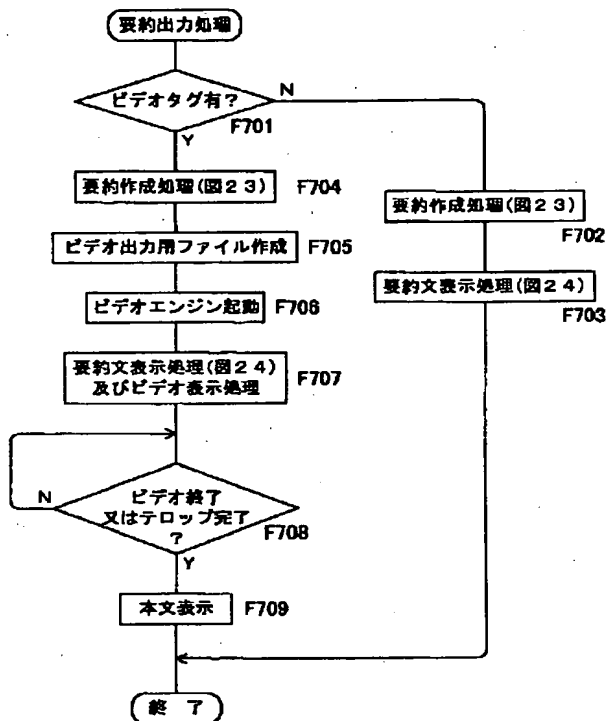 要約出力処理
ビデオタグ有?
N
F701
Y
要約作成処理(図23)
F704
要約作成処理(図23)
F702
ビデオ出力用ファイル作成
F705
要約文表示処理(図24)
F703
ビデオエンジン起動
F706
要約文表示処理(図24)
及びビデオ表示処理
F707
N
ビデオ終了
又はテロップ完了
?
F708
Y
本文表示
F709
終 了